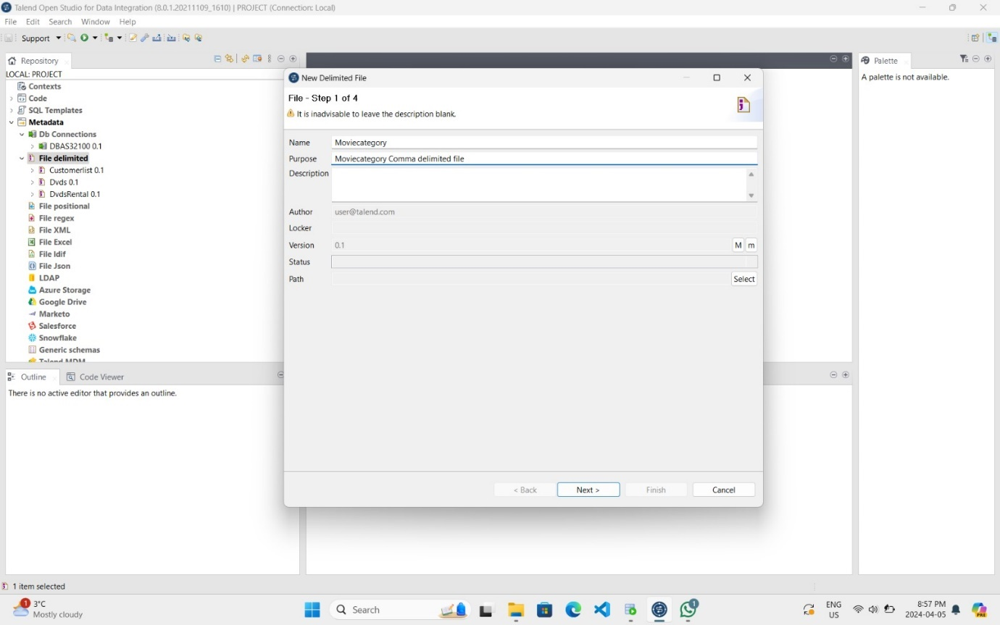 Talend Open Studio for Data Integration (8.0.1.20211109_1610) | PROJECT (Connection: Local)
File Edit Search Window Help
Support
Repository
LOCAL: PROJECT
Contexts
Code
SQL Templates
Metadata
Db Connections
DBAS32100 0.1
File delimited
Customerlist 0.1
Dvds 0.1
DvdsRental 0.1
File positional
File regex
File XML
File Excel
File ldif
File Json
LDAP
Azure Storage
Google Drive
Marketo
Salesforce
Snowflake
Generic schemas
Talend MDM
New Delimited File
File - Step 1 of 4
It is inadvisable to leave the description blank.
Name Moviecategory
Purpose Moviecategory Comma delimited file
Description
Author user@talend.com
Locker
Version 0.1 M m
Status
Path Select
< Back Next > Finish Cancel
Palette
A palette is not available.
Outline Code Viewer
There is no active editor that provides an outline.
1 item selected
1
3°C
Mostly cloudy
Search
1
ENG
US
8:57 PM
2024-04-05
PRE